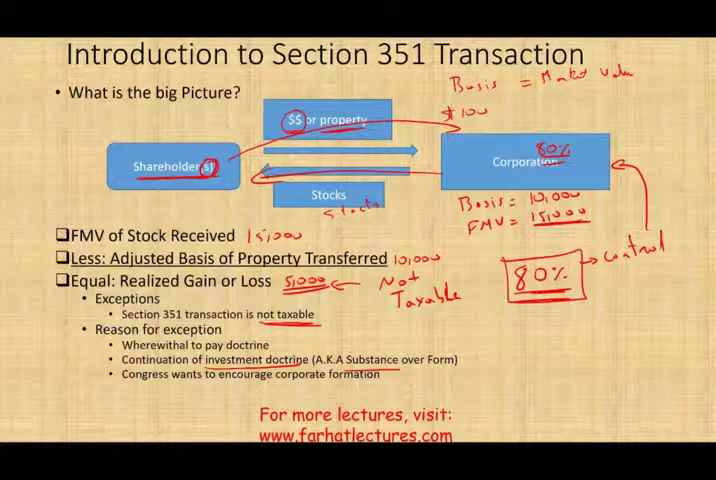 Introduction to Section 351 Transaction
• What is the big Picture?
Basis = Market Value
$100
$$ or property
Shareholder(s)
80%
Corporation
Stocks
Stocks
Basis = 10,000
FMV = 15,000
❑FMV of Stock Received 15,000
❑Less: Adjusted Basis of Property Transferred 10,000
❑Equal: Realized Gain or Loss 5,000 Not Taxable
80% Control
• Exceptions
• Section 351 transaction is not taxable
• Reason for exception
• Wherewithal to pay doctrine
• Continuation of investment doctrine (A.K.A Substance over Form)
• Congress wants to encourage corporate formation
For more lectures, visit:
www.farhatlectures.com